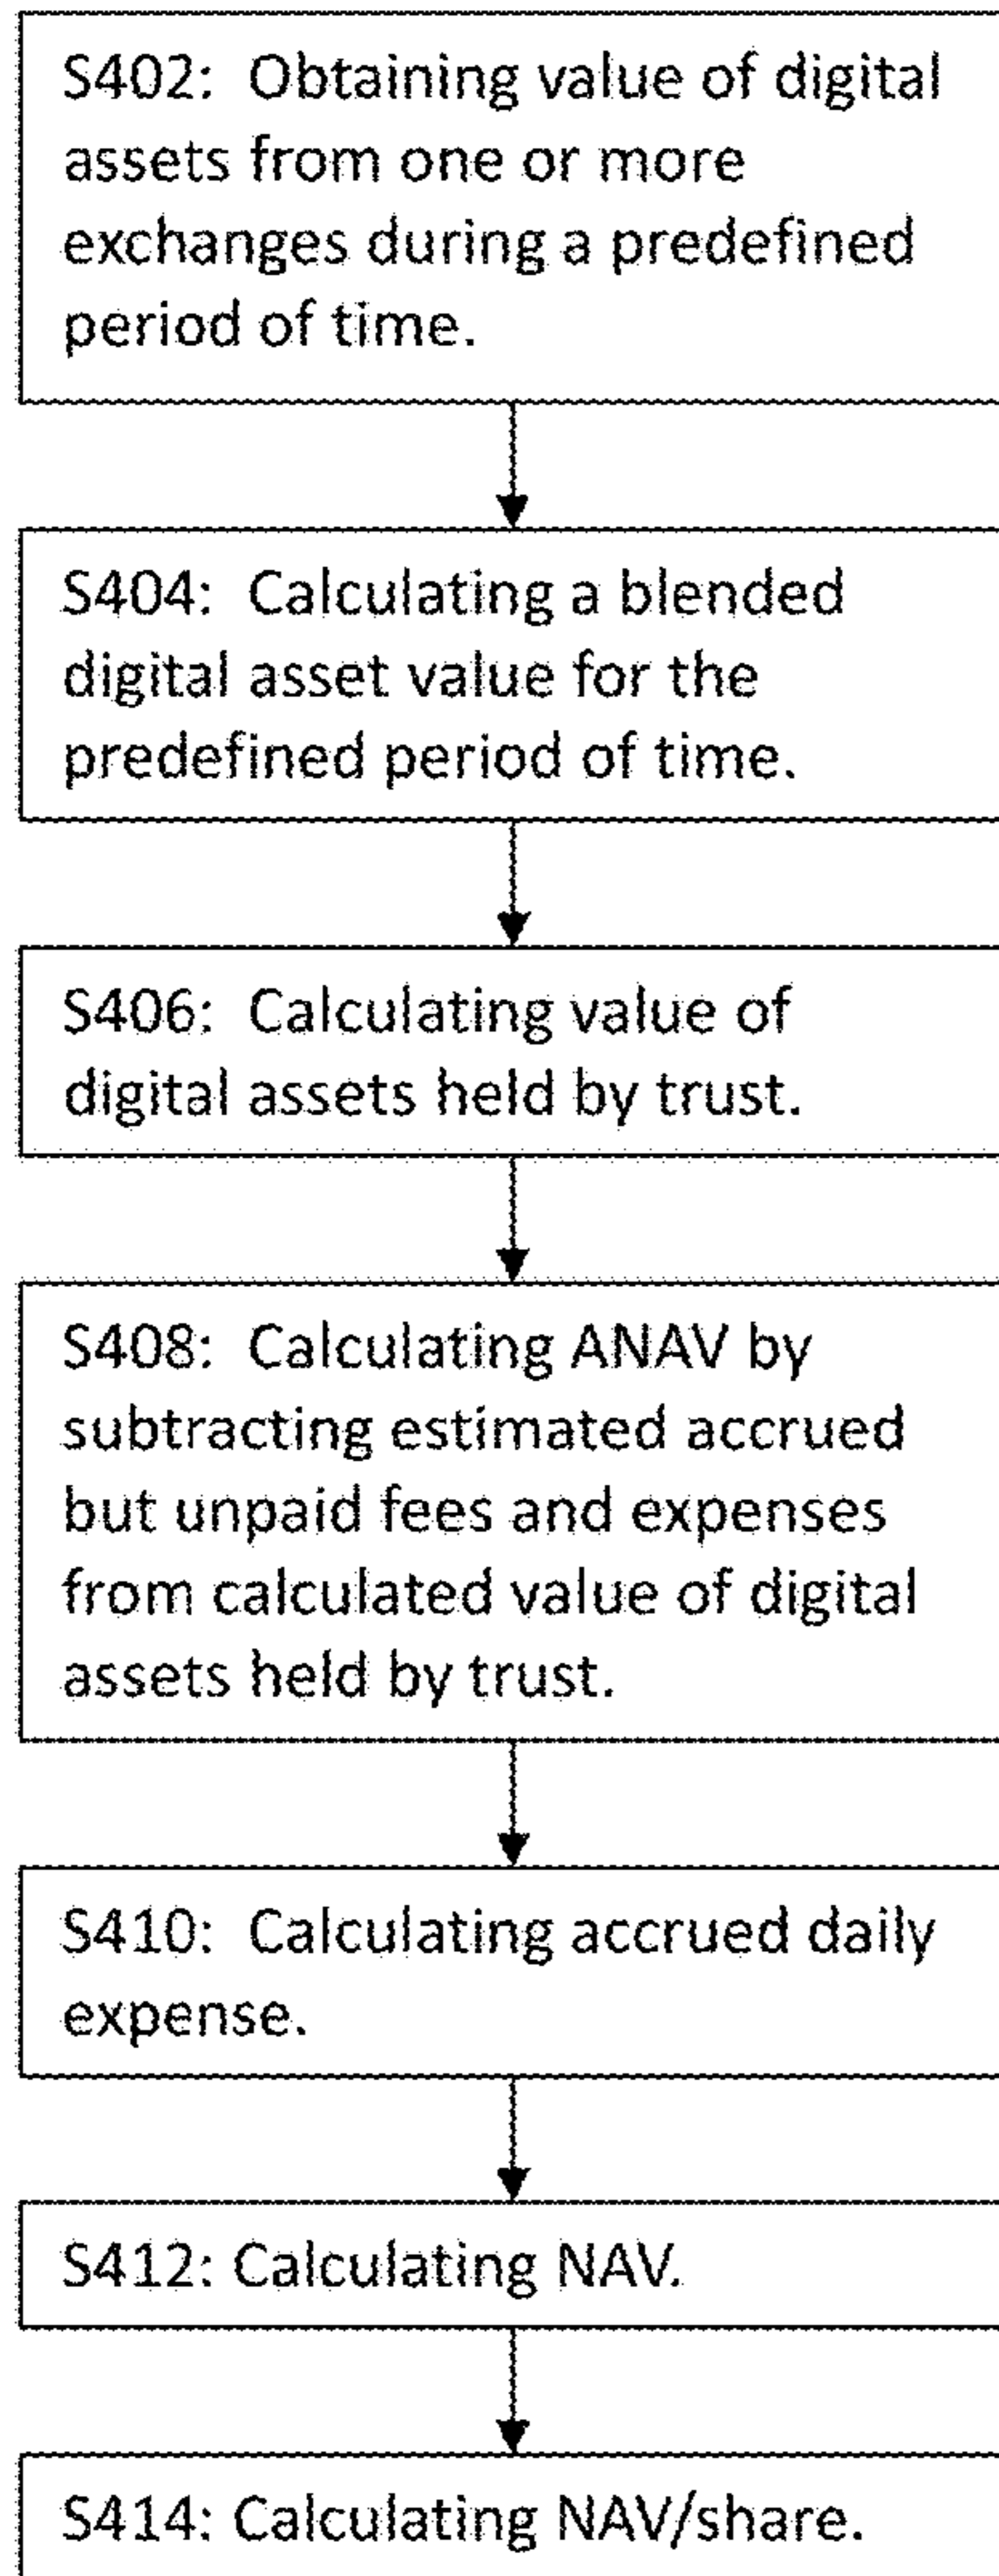 S402: Obtaining value of digital
assets from one or more
exchanges during a predefined
period of time.
S404: Calculating a blended
digital asset value for the
predefined period of time.
S406: Calculating value of
digital assets held by trust.
S408: Calculating ANAV by
subtracting estimated accrued
but unpaid fees and expenses
from calculated value of digital
assets held by trust.
S410: Calculating accrued daily
expense.
S412: Calculating NAV.
S414: Calculating NAV/share.